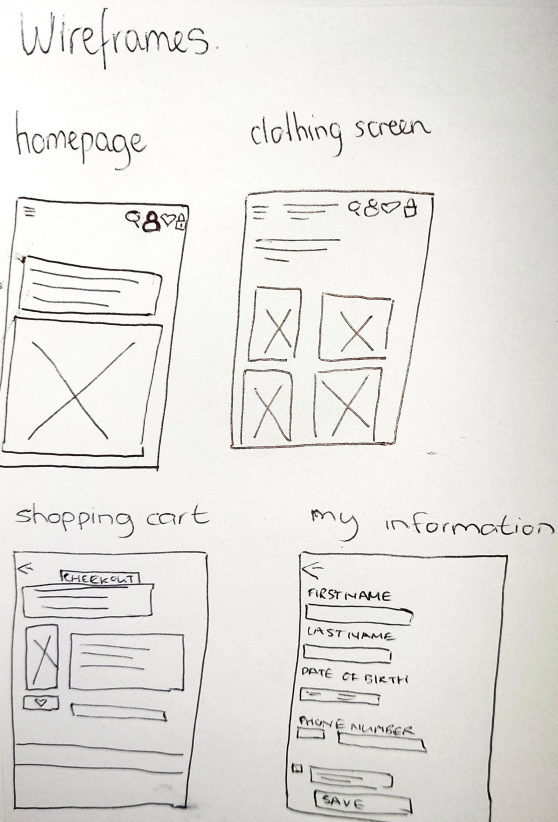 Wireframes.
homepage
clothing screen
shopping cart
CHECKOUT
my information
FIRST NAME
LAST NAME
DATE OF BIRTH
PHONE NUMBER
SAVE